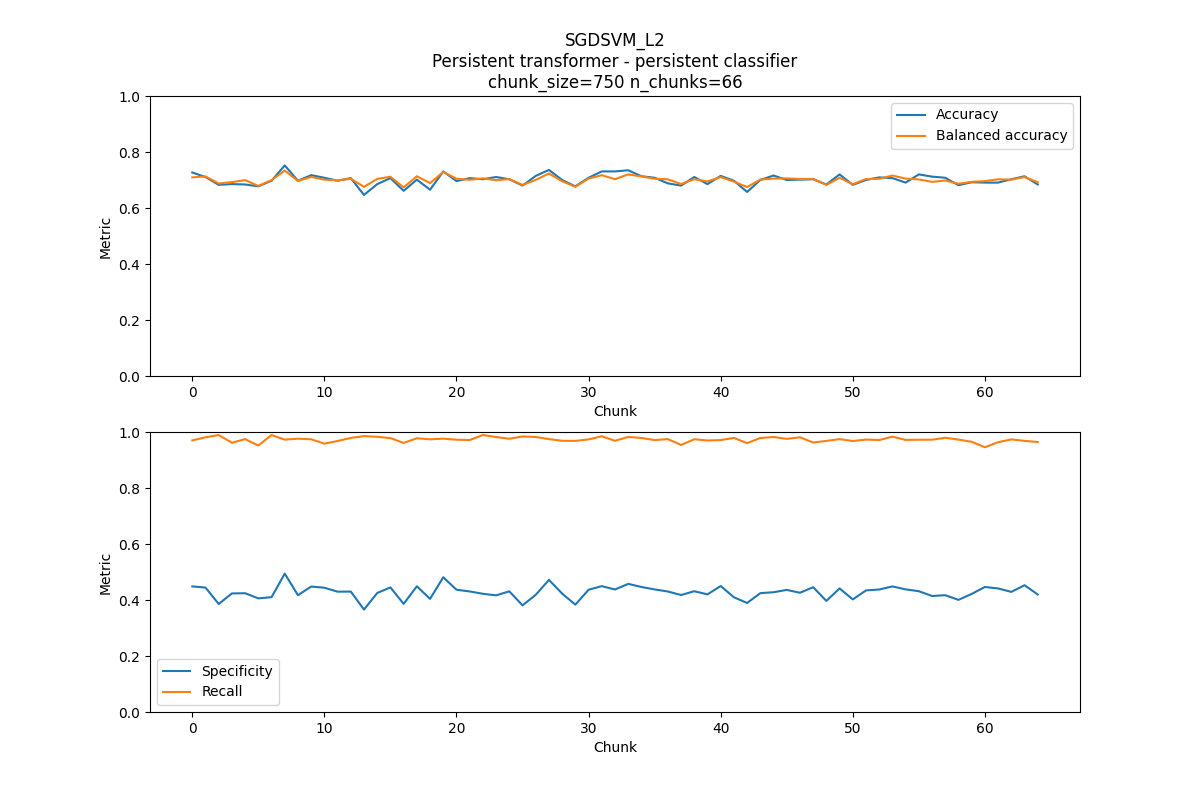 SGDSVM_L2
Persistent transformer - persistent classifier
chunk_size=750 n_chunks=66
1.0
0.8
0.6
0.4
0.2
0.0
Metric
Accuracy
Balanced accuracy
0 10 20 30 40 50 60
Chunk
1.0
0.8
0.6
0.4
0.2
0.0
Metric
Specificity
Recall
0 10 20 30 40 50 60
Chunk